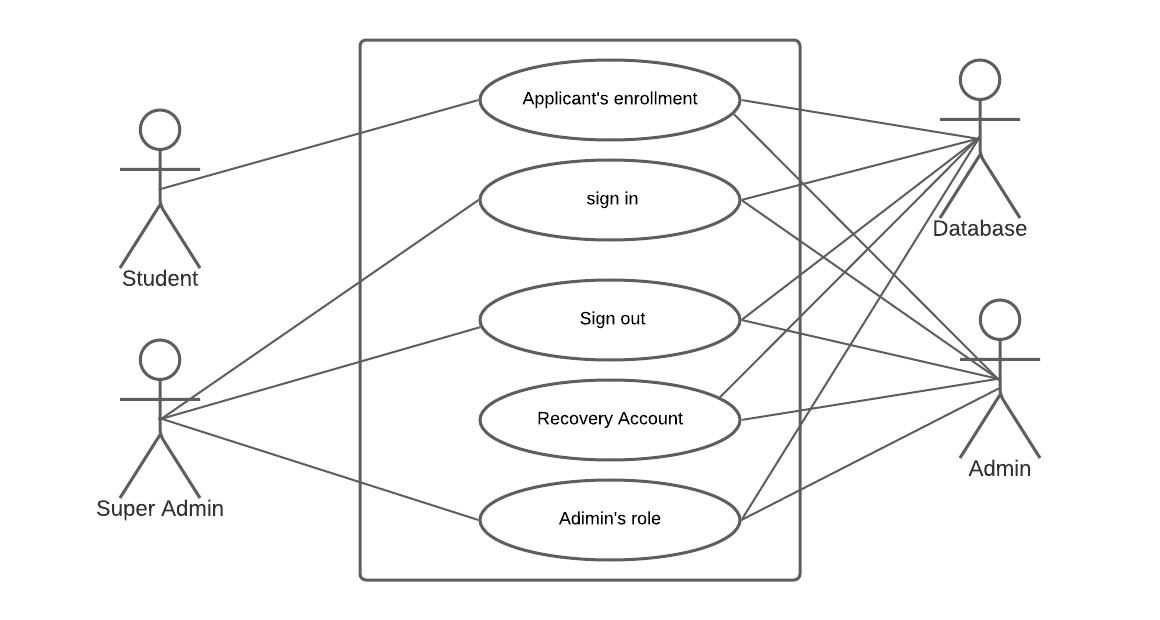 Applicant's enrollment
sign in
Sign out
Recovery Account
Adimin's role
Student
Super Admin
Database
Admin